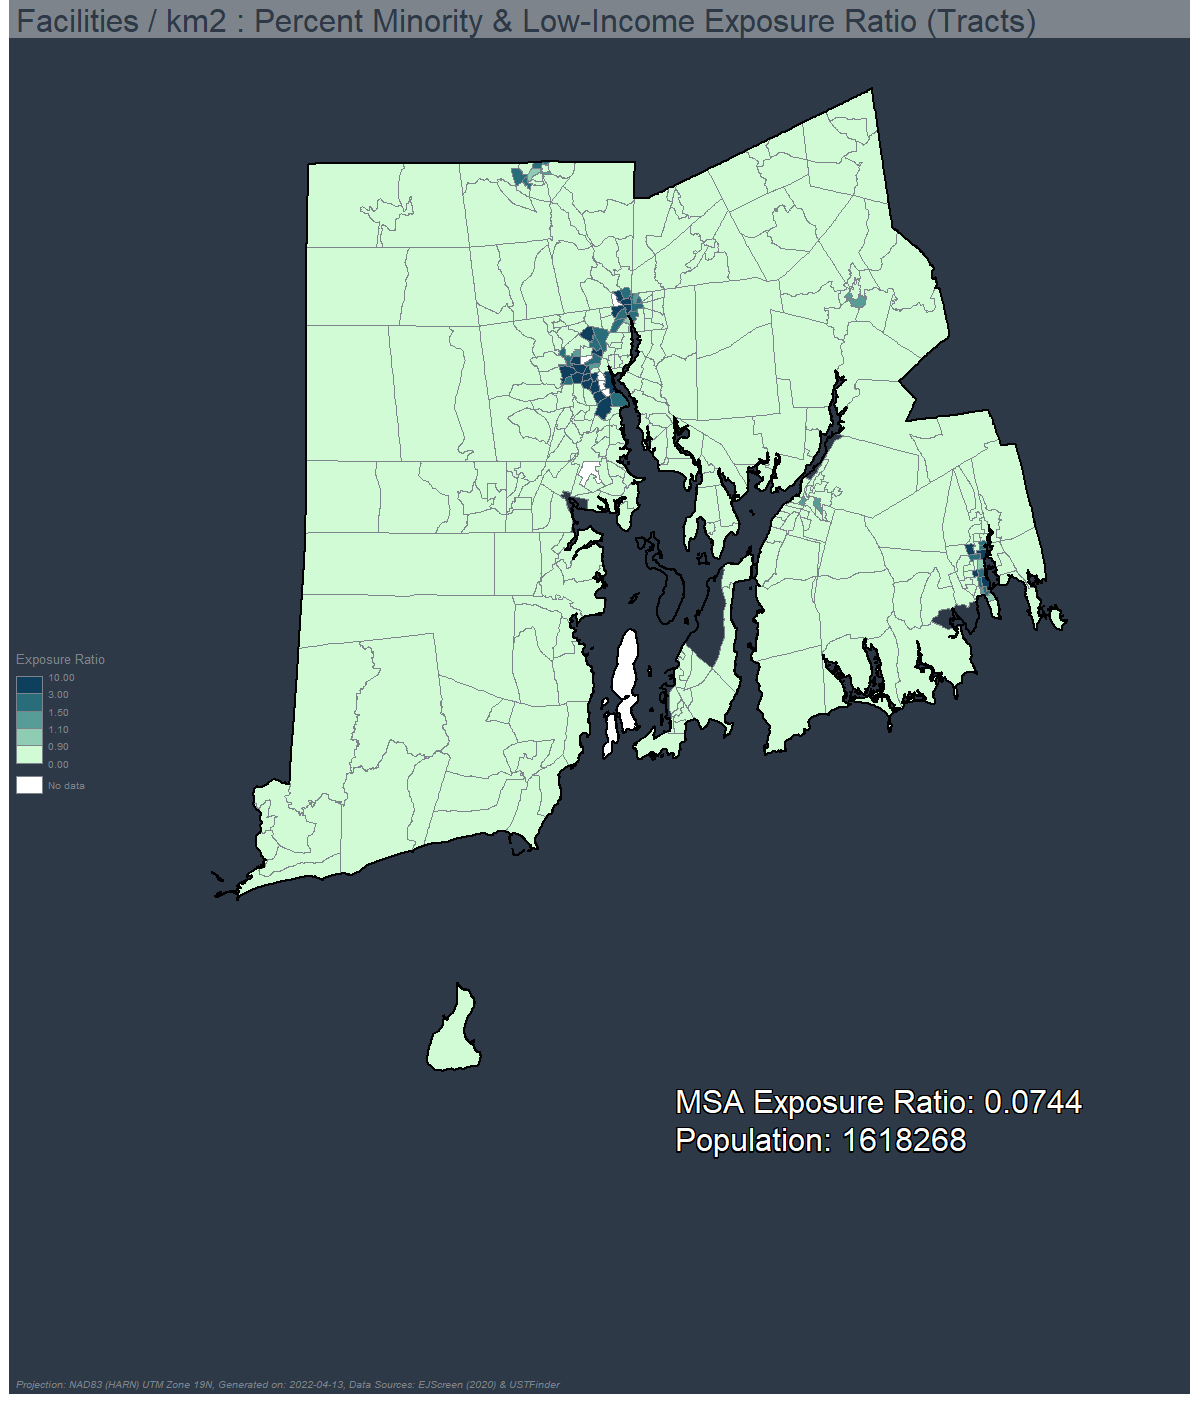 Facilities / km2 : Percent Minority & Low-Income Exposure Ratio (Tracts)
Exposure Ratio
10.00
3.00
1.50
1.10
0.90
0.00
No data
MSA Exposure Ratio: 0.0744
Population: 1618268
Projection: NAD83 (HARN) UTM Zone 19N, Generated on: 2022-04-13, Data Sources: EJScreen (2020) & USTFinder